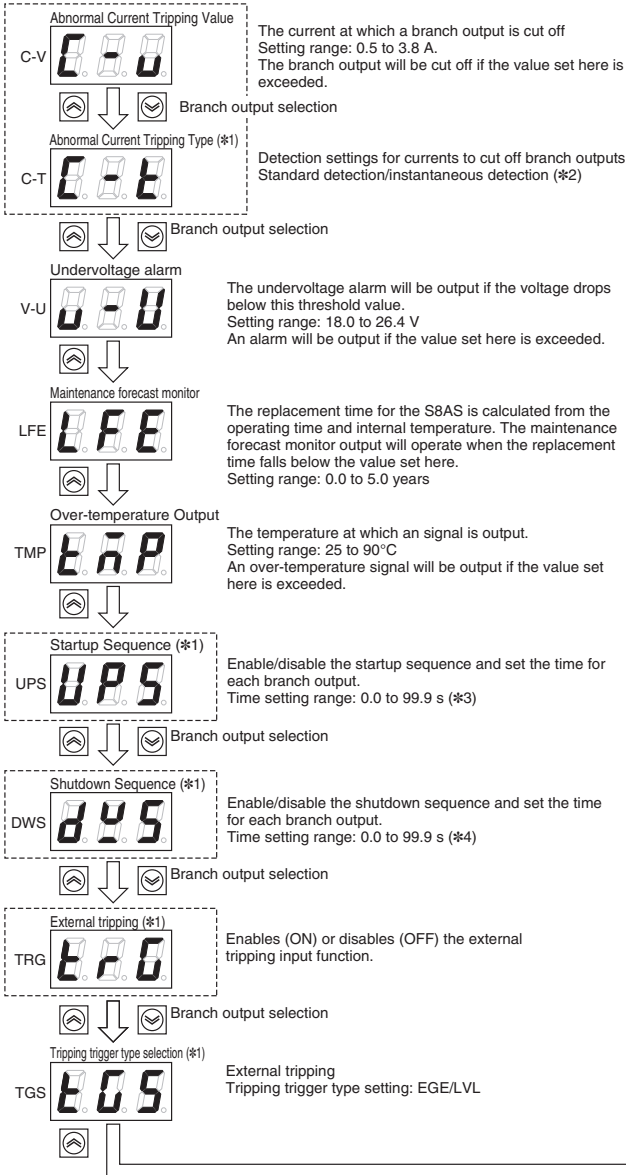 Abnormal Current Tripping Value
C-V
C-v
The current at which a branch output is cut off
Setting range: 0.5 to 3.8 A.
The branch output will be cut off if the value set here is
exceeded.
Branch output selection
Abnormal Current Tripping Type (✽1)
C-T
C-t
Detection settings for currents to cut off branch outputs
Standard detection/instantaneous detection (✽2)
Branch output selection
Undervoltage alarm
V-U
v-U
The undervoltage alarm will be output if the voltage drops
below this threshold value.
Setting range: 18.0 to 26.4 V
An alarm will be output if the value set here is exceeded.
Maintenance forecast monitor
LFE
LFE
The replacement time for the S8AS is calculated from the
operating time and internal temperature. The maintenance
forecast monitor output will operate when the replacement
time falls below the value set here.
Setting range: 0.0 to 5.0 years
Over-temperature Output
TMP
tmP
The temperature at which an signal is output.
Setting range: 25 to 90°C
An over-temperature signal will be output if the value set
here is exceeded.
Startup Sequence (✽1)
UPS
UPS
Enable/disable the startup sequence and set the time for
each branch output.
Time setting range: 0.0 to 99.9 s (✽3)
Branch output selection
Shutdown Sequence (✽1)
DWS
dwS
Enable/disable the shutdown sequence and set the time
for each branch output.
Time setting range: 0.0 to 99.9 s (✽4)
Branch output selection
External tripping (✽1)
TRG
trG
Enables (ON) or disables (OFF) the external
tripping input function.
Branch output selection
Tripping trigger type selection (✽1)
TGS
tGS
External tripping
Tripping trigger type setting: EGE/LVL